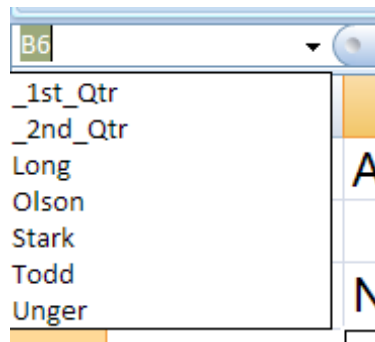 B6
_1st_Qtr
_2nd_Qtr
Long
Olson
Stark
Todd
Unger
A
N